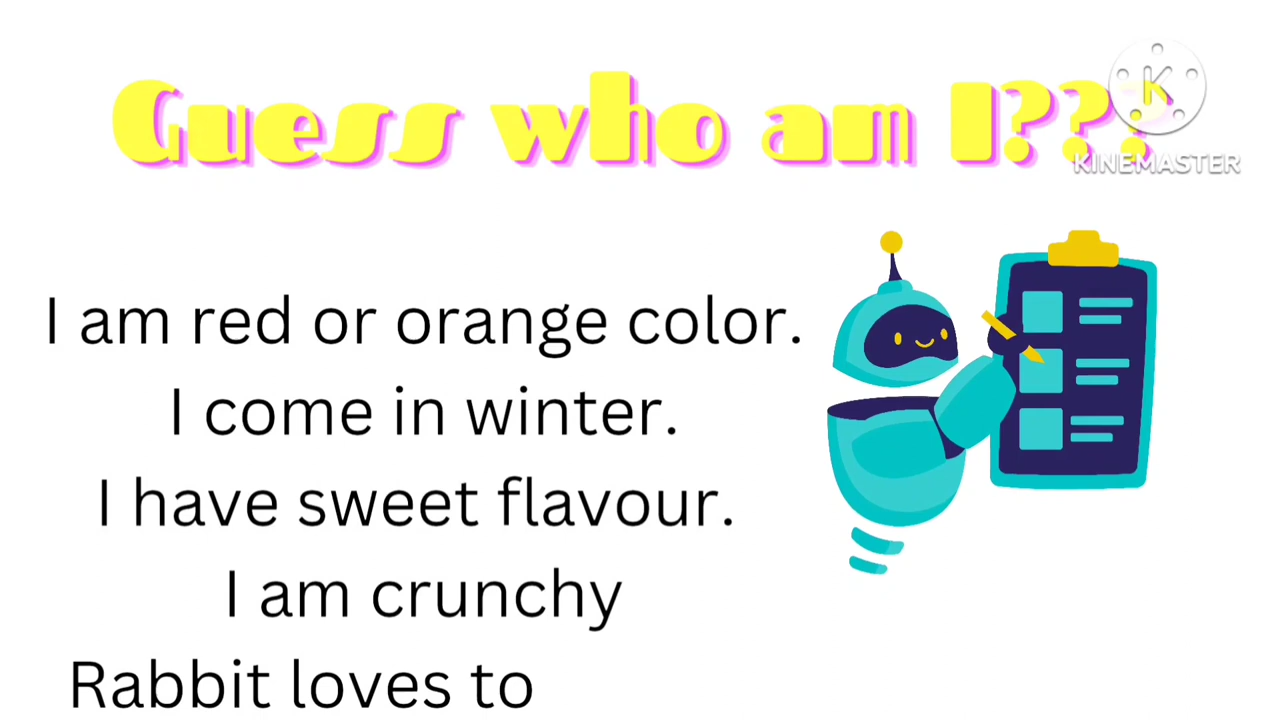 Guess who am I???
KINEMASTER
I am red or orange color.
I come in winter.
I have sweet flavour.
I am crunchy
Rabbit loves to